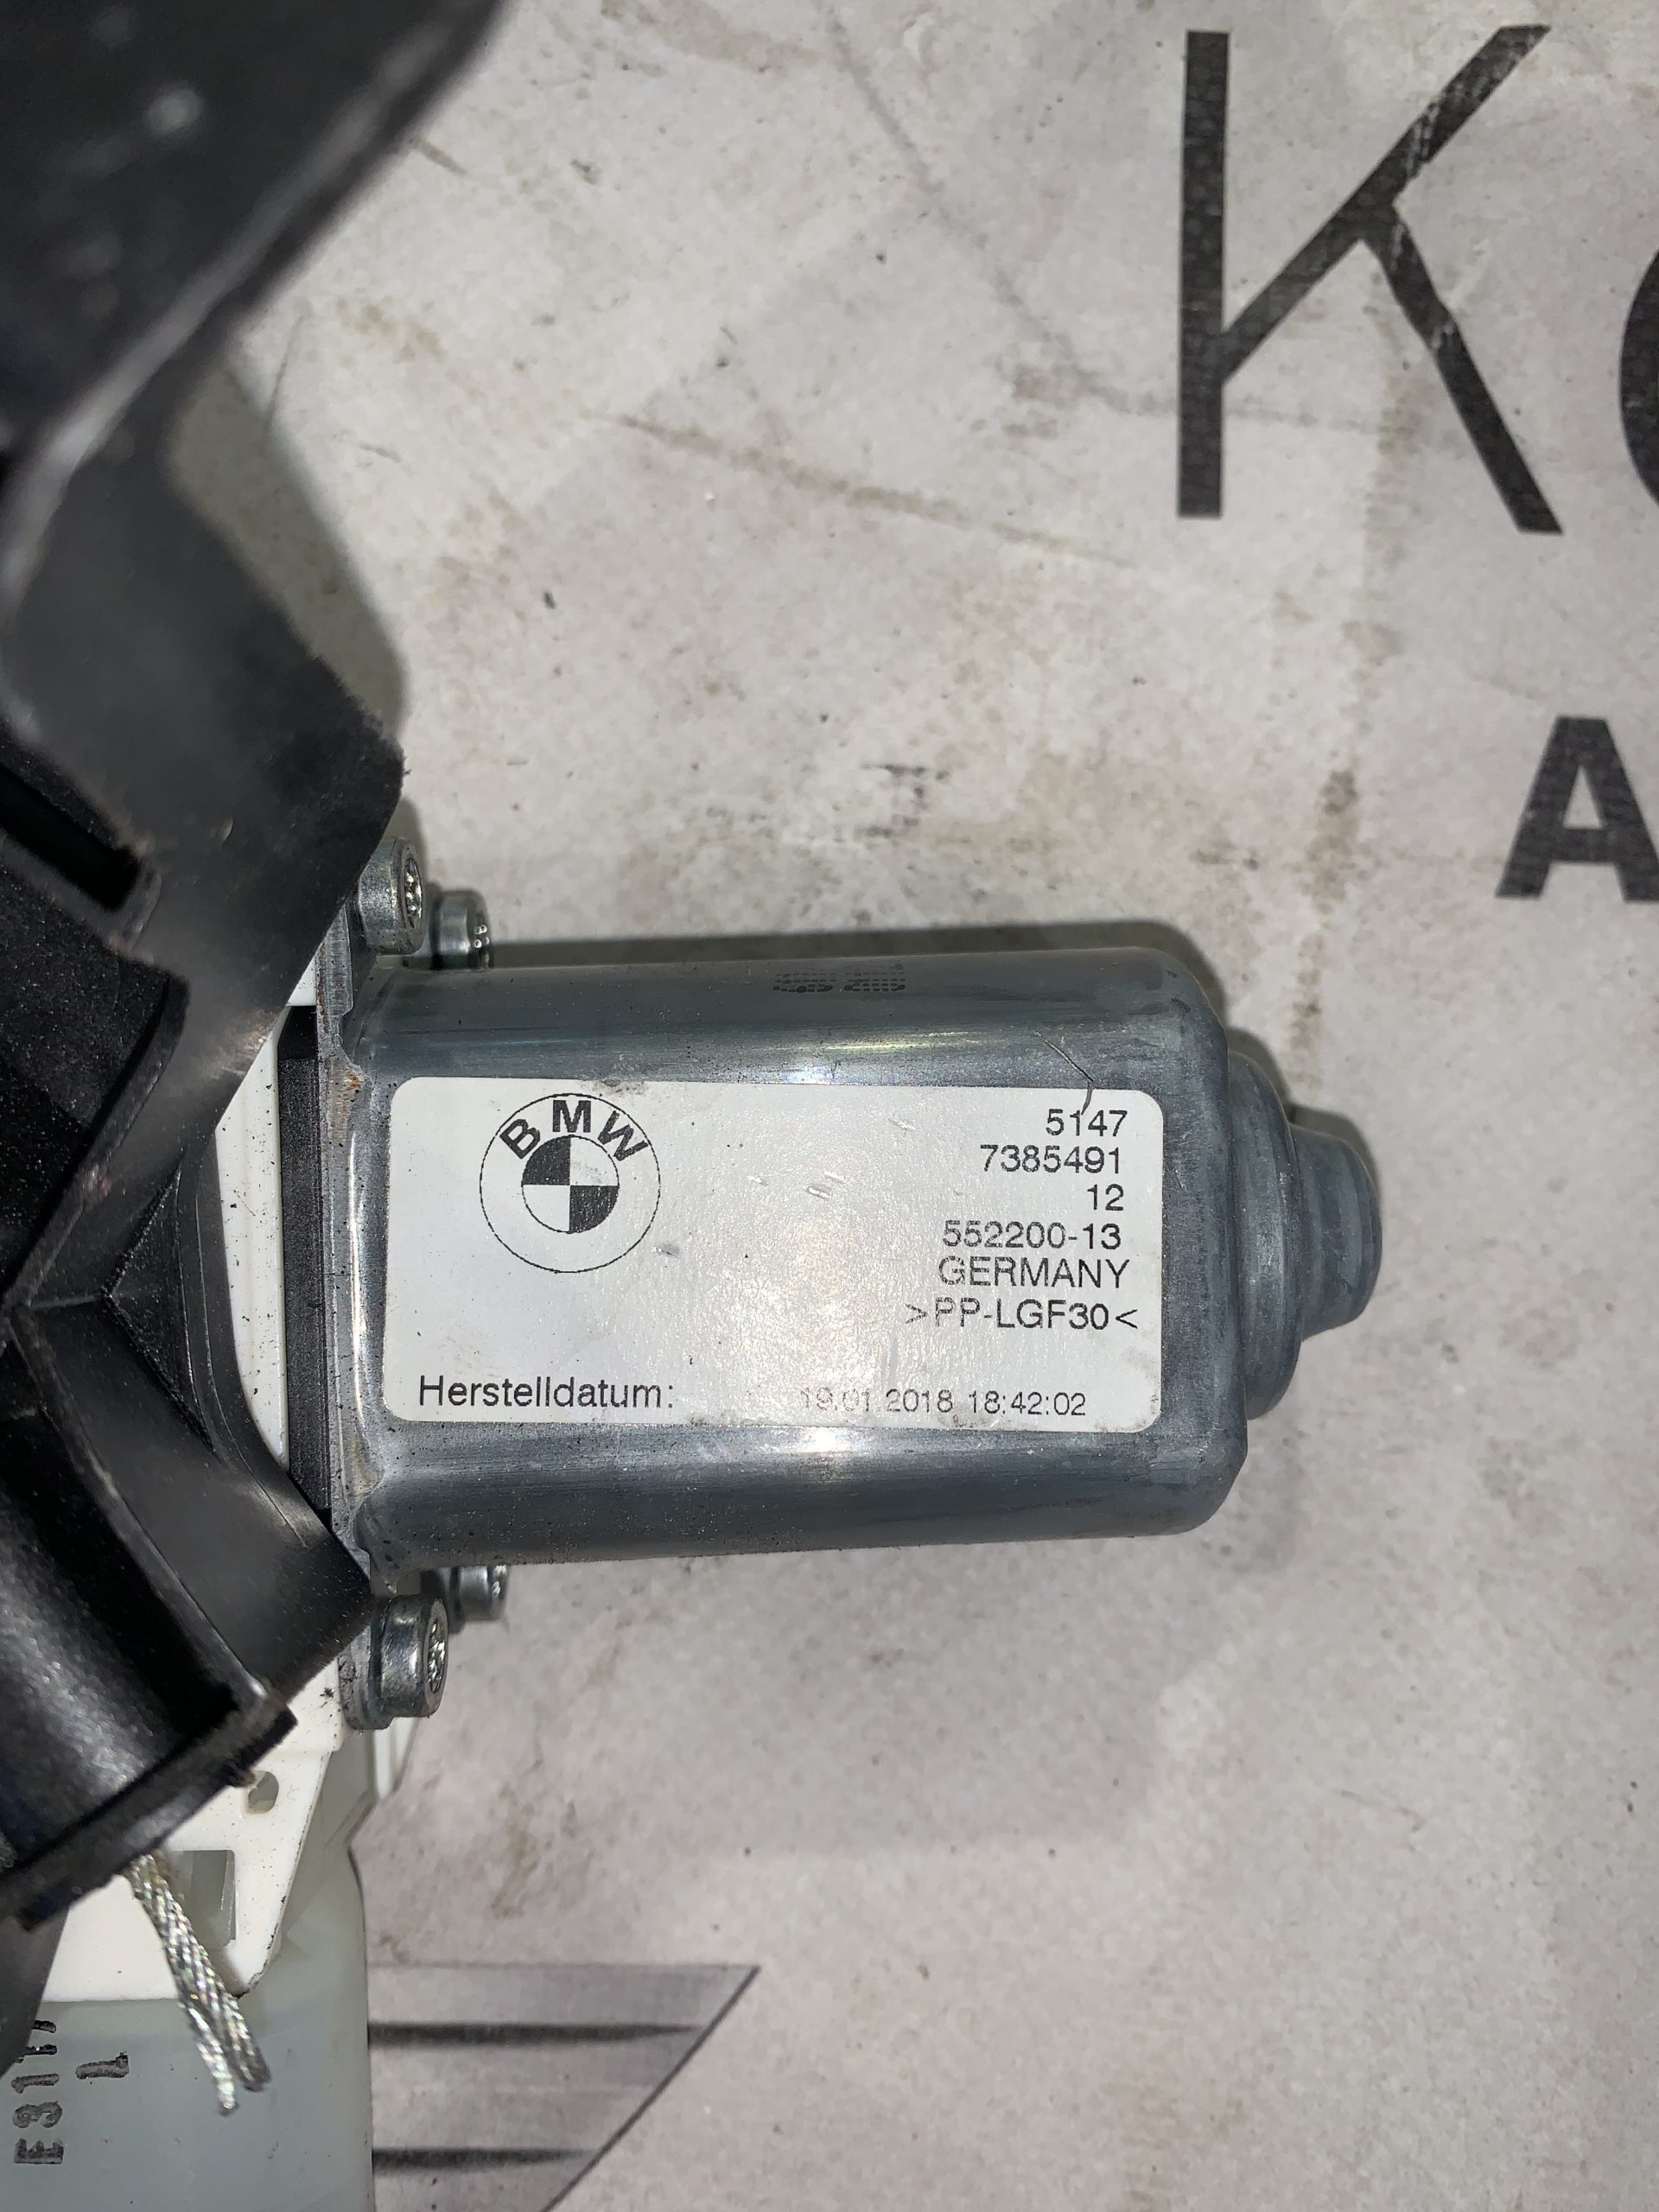 K
A
BMW
5147
7385491
12
552200-13
GERMANY
>PP-LGF30<
Herstelldatum: 19.01.2018 18:42:02
L